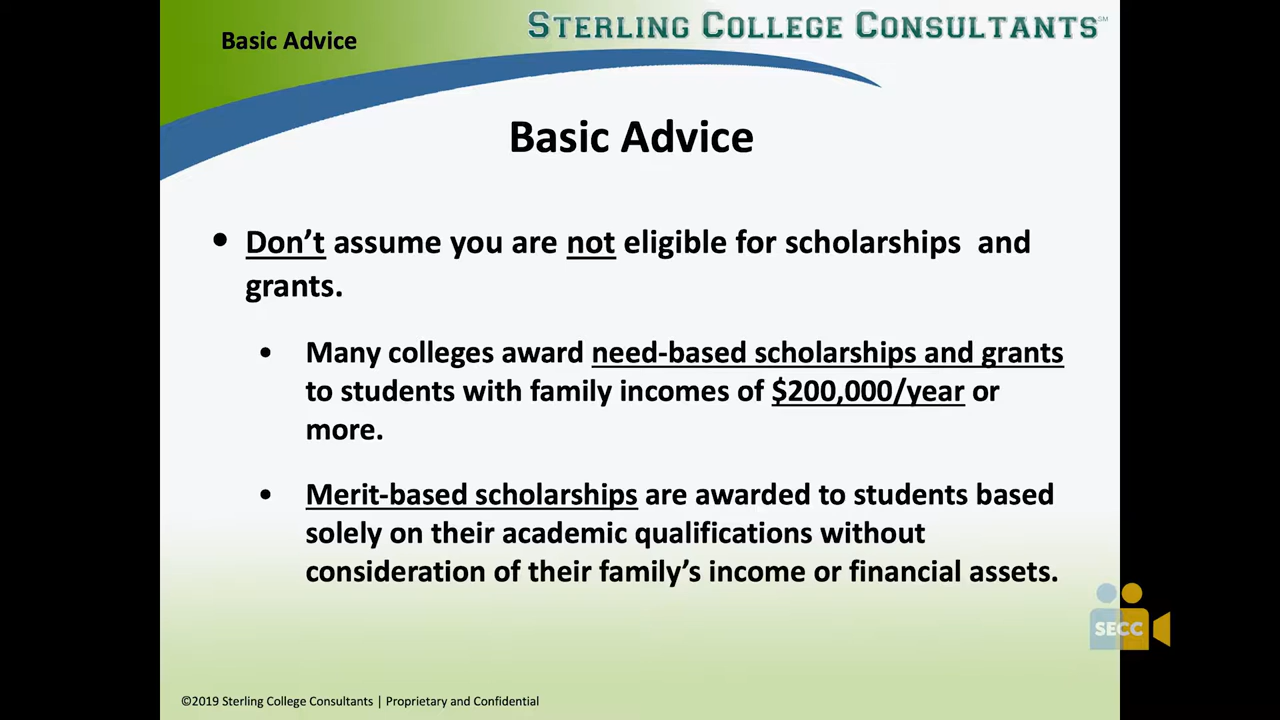 Basic Advice
STERLING COLLEGE CONSULTANTS℠
Basic Advice
• Don’t assume you are not eligible for scholarships and
grants.
• Many colleges award need-based scholarships and grants
to students with family incomes of $200,000/year or
more.
• Merit-based scholarships are awarded to students based
solely on their academic qualifications without
consideration of their family’s income or financial assets.
SECC
©2019 Sterling College Consultants | Proprietary and Confidential